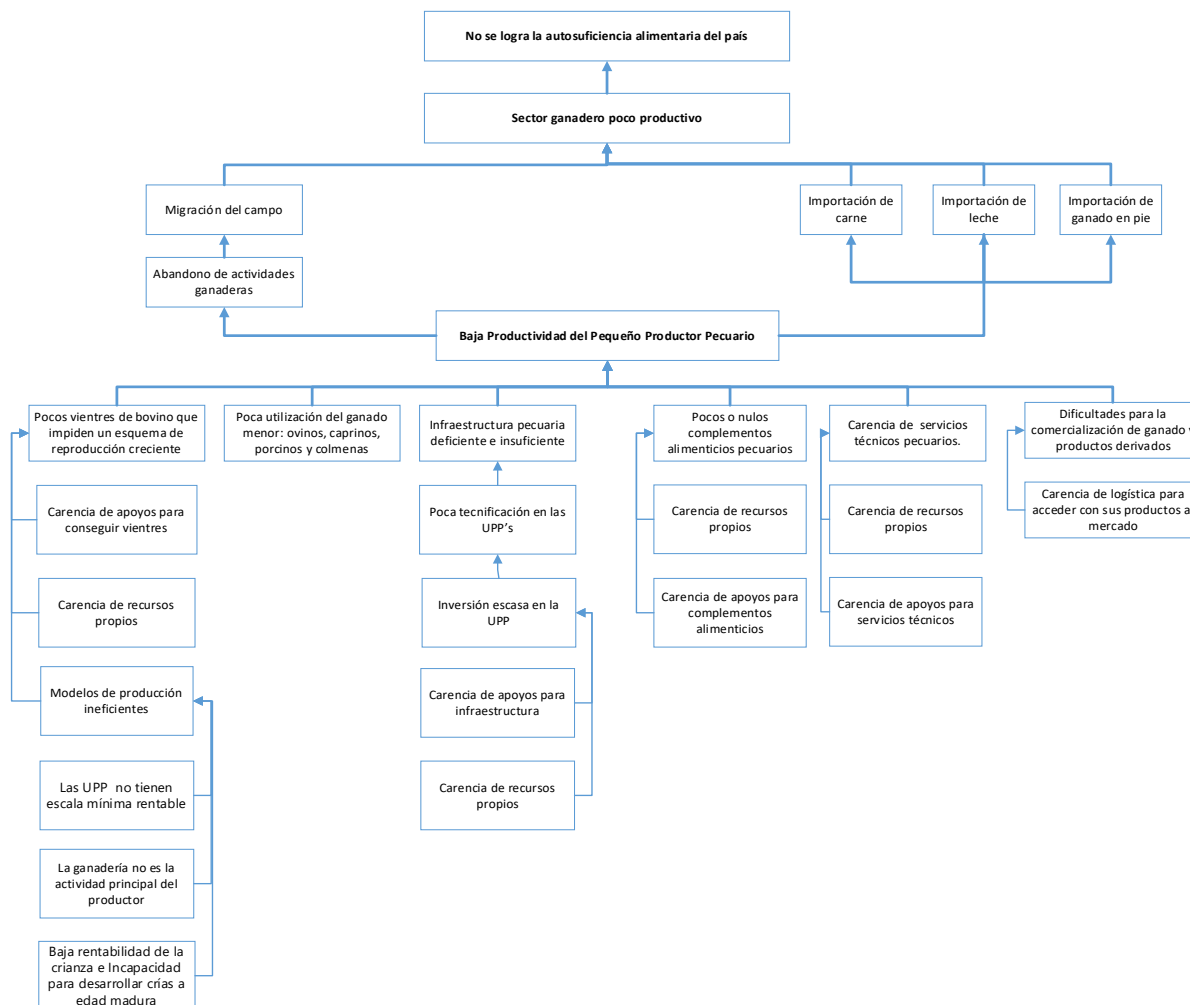 No se logra la autosuficiencia alimentaria del país
Sector ganadero poco productivo
Migración del campo
Importación de
carne
Importación de
leche
Importación de
ganado en pie
Abandono de actividades
ganaderas
Baja Productividad del Pequeño Productor Pecuario
Pocos vientres de bovino que
impiden un esquema de
reproducción creciente
Poca utilización del ganado
menor: ovinos, caprinos,
porcinos y colmenas
Infraestructura pecuaria
deficiente e insuficiente
Pocos o nulos
complementos
alimenticios pecuarios
Carencia de servicios
técnicos pecuarios.
Dificultades para la
comercialización de ganado y
productos derivados
Carencia de apoyos para
conseguir vientres
Poca tecnificación en las
UPP's
Carencia de recursos
propios
Carencia de recursos
propios
Carencia de logística para
acceder con sus productos a
mercado
Carencia de recursos
propios
Inversión escasa en la
UPP
Carencia de apoyos para
complementos
alimenticios
Carencia de apoyos para
servicios técnicos
Modelos de producción
ineficientes
Carencia de apoyos para
infraestructura
Las UPP no tienen
escala mínima rentable
Carencia de recursos
propios
La ganadería no es la
actividad principal del
productor
Baja rentabilidad de la
crianza e Incapacidad
para desarrollar crías a
edad madura